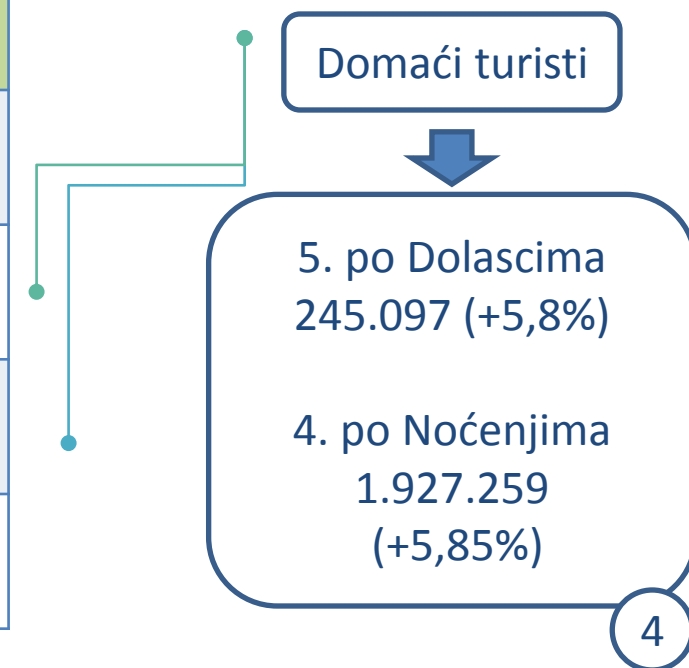 Domaći turisti
5. po Dolascima
245.097 (+5,8%)
4. po Noćenjima
1.927.259
(+5,85%)
4